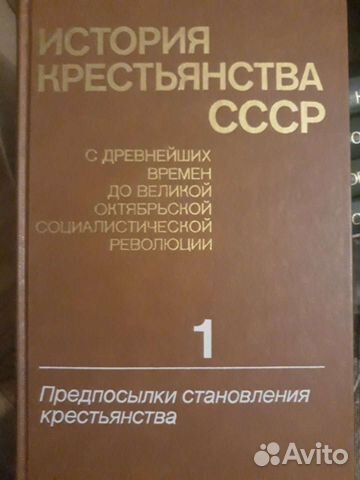 ИСТОРИЯ
КРЕСТЬЯНСТВА
СССР
С ДРЕВНЕЙШИХ
ВРЕМЕН
ДО ВЕЛИКОЙ
ОКТЯБРЬСКОЙ
СОЦИАЛИСТИЧЕСКОЙ
РЕВОЛЮЦИИ
1
Предпосылки становления
крестьянства
Avito